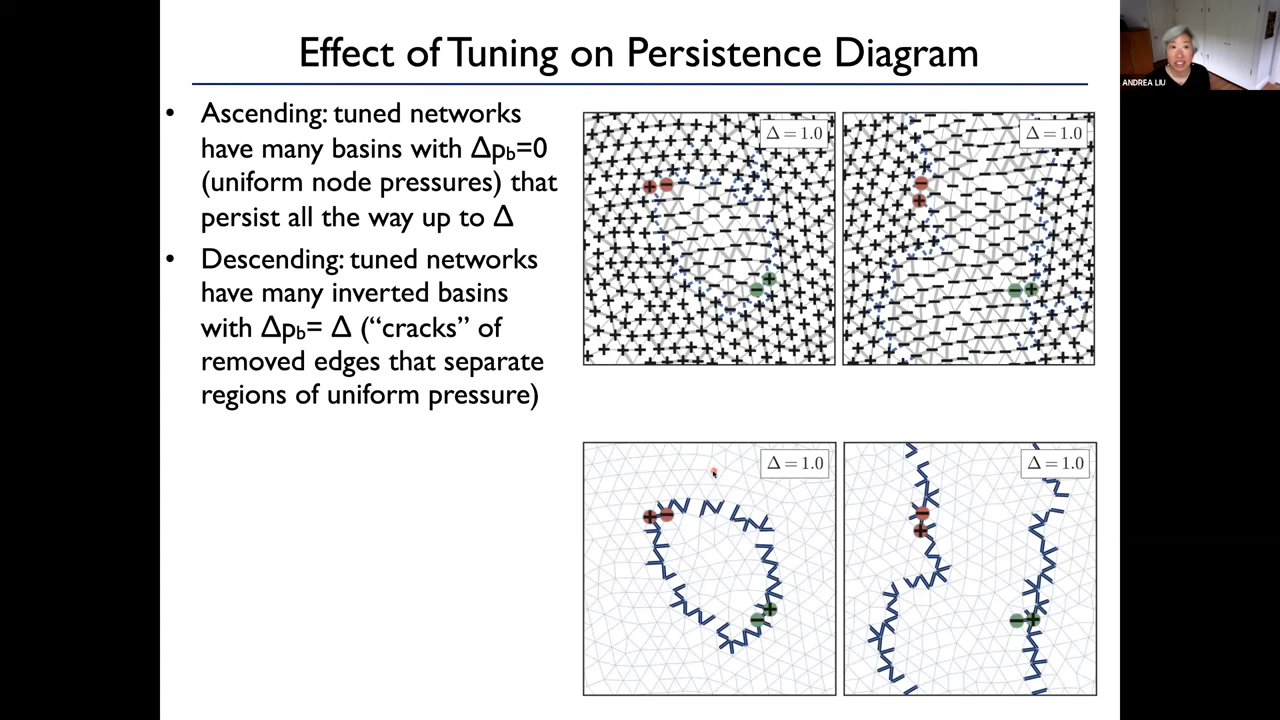 Effect of Tuning on Persistence Diagram
• Ascending: tuned networks
have many basins with Δpb=0
(uniform node pressures) that
persist all the way up to Δ
• Descending: tuned networks
have many inverted basins
with Δpb= Δ (“cracks” of
removed edges that separate
regions of uniform pressure)
Δ = 1.0
Δ = 1.0
Δ = 1.0
Δ = 1.0
ANDREA LIU